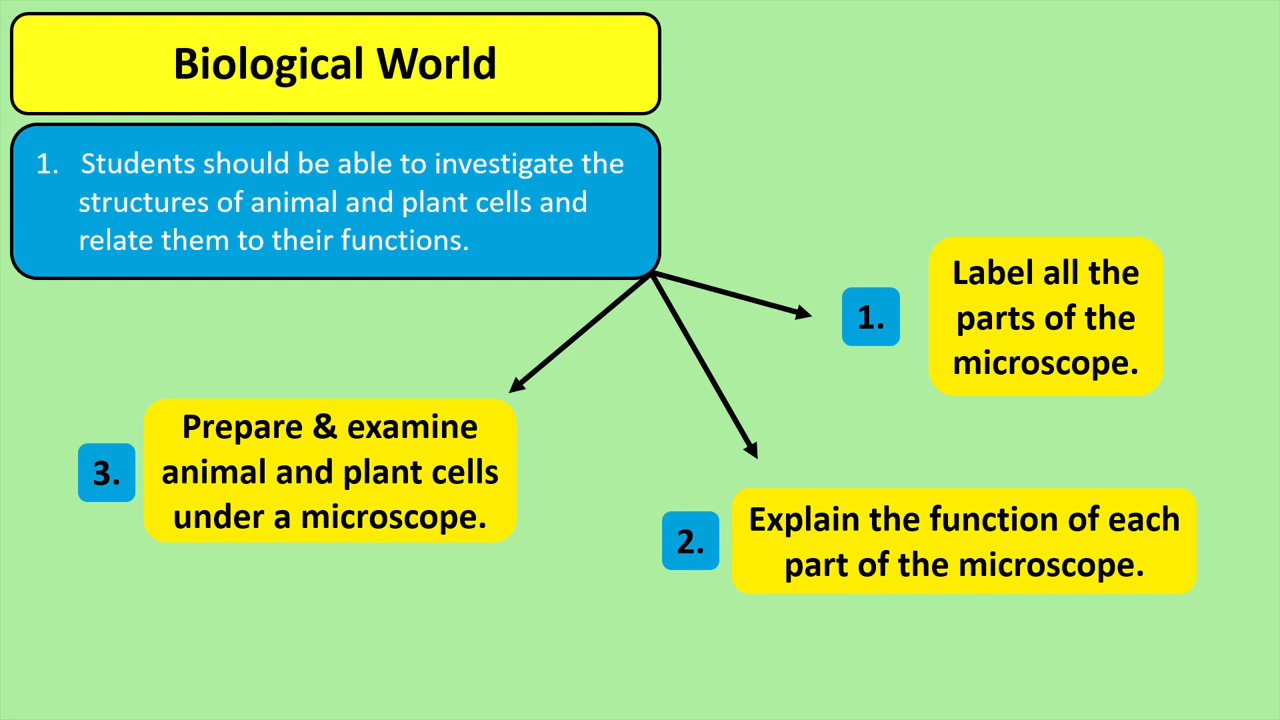 Biological World
1. Students should be able to investigate the
structures of animal and plant cells and
relate them to their functions.
1.
Label all the
parts of the
microscope.
2.
Explain the function of each
part of the microscope.
3.
Prepare & examine
animal and plant cells
under a microscope.